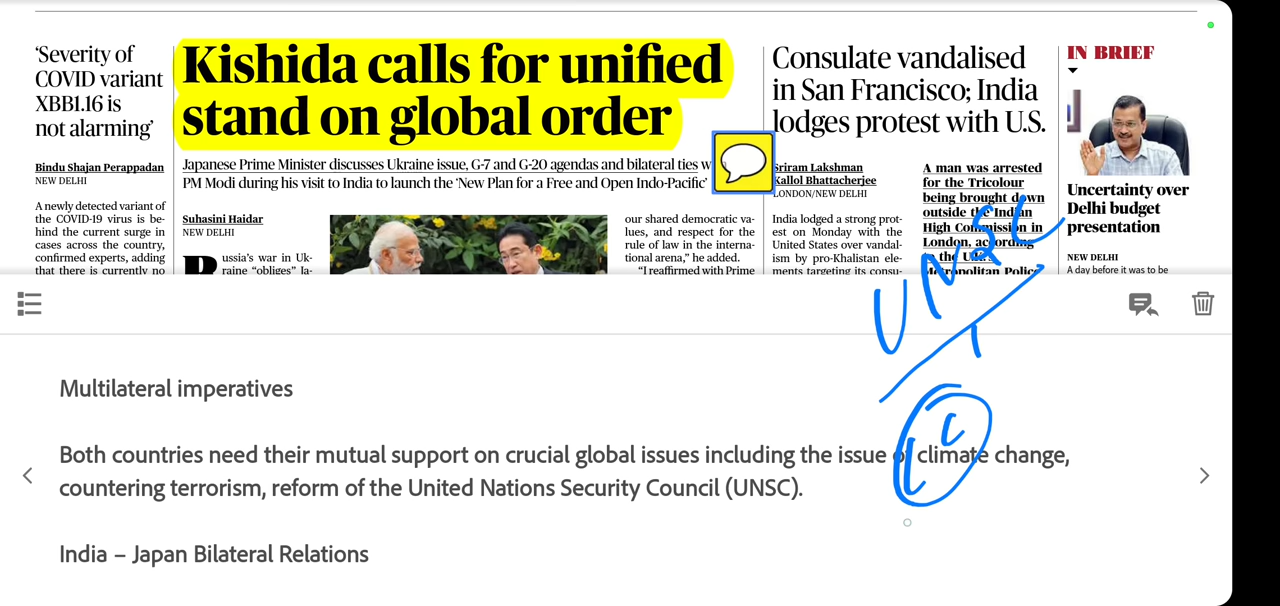 'Severity of
COVID variant
XBB1.16 is
not alarming'
Bindu Shajan Perappadan
NEW DELHI
A newly detected variant of
the COVID-19 virus is be-
hind the current surge in
cases across the country,
confirmed experts, adding
that there is currently no
Kishida calls for unified
stand on global order
Japanese Prime Minister discusses Ukraine issue, G-7 and G-20 agendas and bilateral ties w
PM Modi during his visit to India to launch the 'New Plan for a Free and Open Indo-Pacific'
Suhasini Haidar
NEW DELHI
Russia's war in Uk-
raine "obliges" Ja-
our shared democratic va-
lues, and respect for the
rule of law in the interna-
tional arena," he added.
"I reaffirmed with Prime
Consulate vandalised
in San Francisco; India
lodges protest with U.S.
Sriram Lakshman
Kallol Bhattacherjee
LONDON/NEW DELHI
India lodged a strong prot-
est on Monday with the
United States over vandal-
ism by pro-Khalistan ele-
ments targeting its consu-
A man was arrested
for the Tricolour
being brought down
outside the Indian
High Commission in
London, according
to the U.K.'s
Metropolitan Police
IN BRIEF
Uncertainty over
Delhi budget
presentation
NEW DELHI
A day before it was to be
UNSC
Multilateral imperatives
Both countries need their mutual support on crucial global issues including the issue of climate change,
countering terrorism, reform of the United Nations Security Council (UNSC).
India – Japan Bilateral Relations